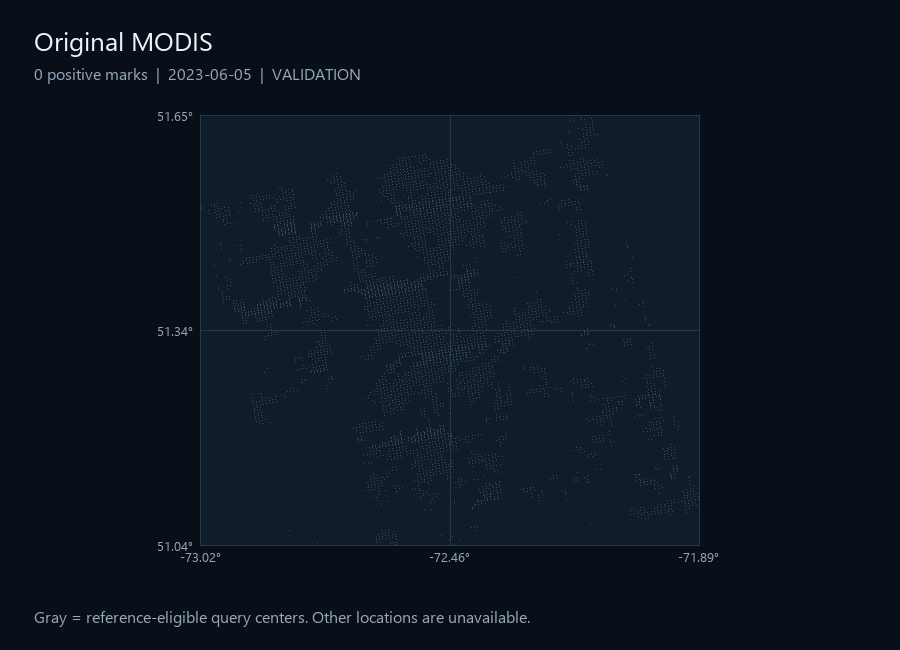 Original MODIS
0 positive marks | 2023-06-05 | VALIDATION
51.65°
51.34°
51.04°
-73.02°
-72.46°
-71.89°
Gray = reference-eligible query centers. Other locations are unavailable.